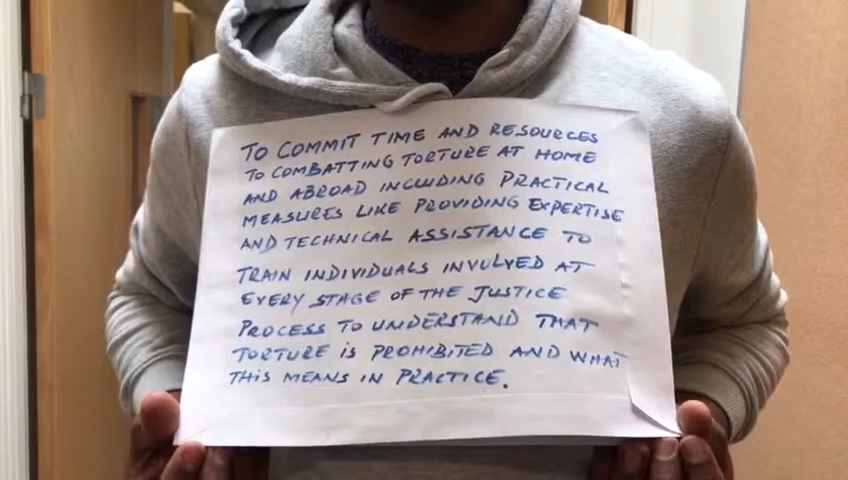 TO COMMIT TIME AND RESOURCES
TO COMBATTING TORTURE AT HOME
AND ABROAD INCLUDING PRACTICAL
MEASURES LIKE PROVIDING EXPERTISE
AND TECHNICAL ASSISTANCE TO
TRAIN INDIVIDUALS INVOLVED AT
EVERY STAGE OF THE JUSTICE
PROCESS TO UNDERSTAND THAT
TORTURE IS PROHIBITED AND WHAT
THIS MEANS IN PRACTICE.